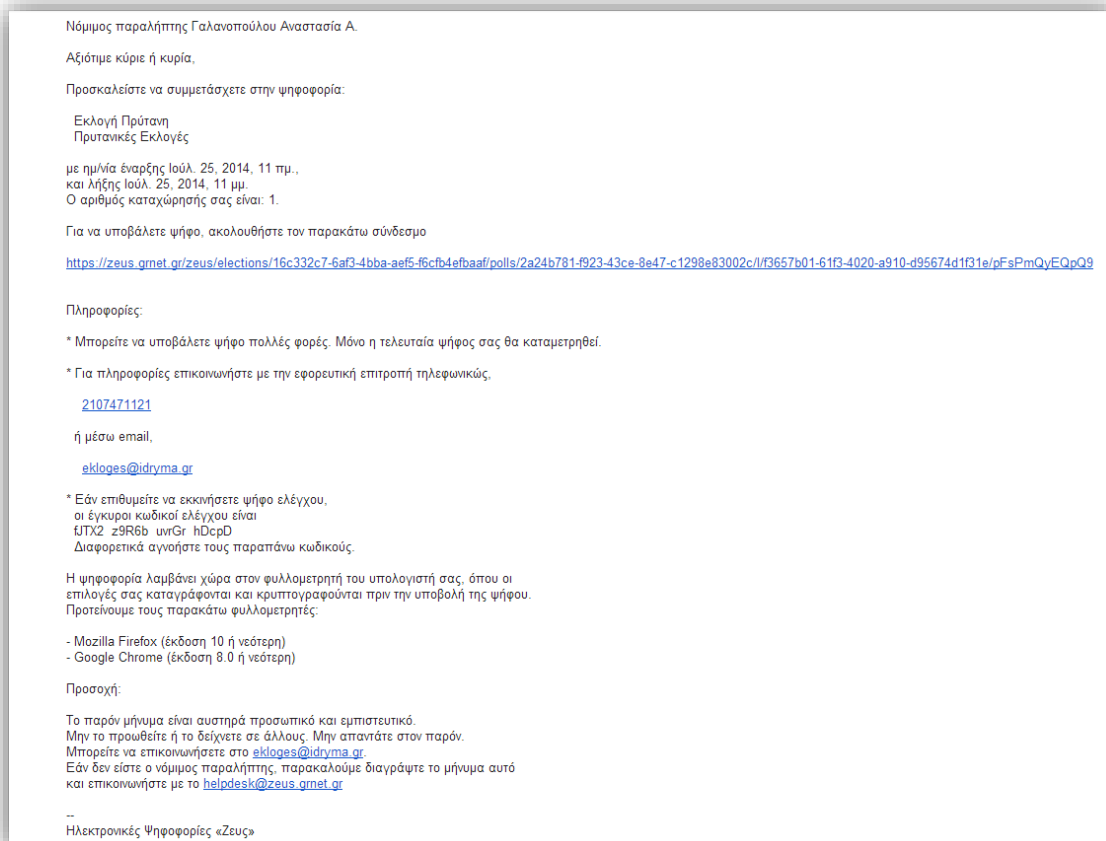 Νόμιμος παραλήπτης Γαλανοπούλου Αναστασία Α.
Αξιότιμε κύριε ή κυρία,
Προσκαλείστε να συμμετάσχετε στην ψηφοφορία:
Εκλογή Πρύτανη
Πρυτανικές Εκλογές
με ημ/νία έναρξης Ιούλ. 25, 2014, 11 πμ.,
και λήξης Ιούλ. 25, 2014, 11 μμ.
Ο αριθμός καταχώρησής σας είναι: 1.
Για να υποβάλετε ψήφο, ακολουθήστε τον παρακάτω σύνδεσμο
https://zeus.grnet.gr/zeus/elections/16c332c7-6af3-4bba-aef5-f6cfb4efbaaf/polls/2a24b781-f923-43ce-8e47-c1298e83002c/l/f3657b01-61f3-4020-a910-d95674d1f31e/pFsPmQyEQpQ9
Πληροφορίες:
* Μπορείτε να υποβάλετε ψήφο πολλές φορές. Μόνο η τελευταία ψήφος σας θα καταμετρηθεί.
* Για πληροφορίες επικοινωνήστε με την εφορευτική επιτροπή τηλεφωνικώς,
2107471121
ή μέσω email,
ekloges@idryma.gr
* Εάν επιθυμείτε να εκκινήσετε ψήφο ελέγχου,
οι έγκυροι κωδικοί ελέγχου είναι
fJTX2 z9R6b uvrGr hDcpD
Διαφορετικά αγνοήστε τους παραπάνω κωδικούς.
Η ψηφοφορία λαμβάνει χώρα στον φυλλομετρητή του υπολογιστή σας, όπου οι
επιλογές σας καταγράφονται και κρυπτογραφούνται πριν την υποβολή της ψήφου.
Προτείνουμε τους παρακάτω φυλλομετρητές:
- Mozilla Firefox (έκδοση 10 ή νεότερη)
- Google Chrome (έκδοση 8.0 ή νεότερη)
Προσοχή:
Το παρόν μήνυμα είναι αυστηρά προσωπικό και εμπιστευτικό.
Μην το προωθείτε ή το δείχνετε σε άλλους. Μην απαντάτε στον παρόν.
Μπορείτε να επικοινωνήσετε στο ekloges@idryma.gr.
Εάν δεν είστε ο νόμιμος παραλήπτης, παρακαλούμε διαγράψτε το μήνυμα αυτό
και επικοινωνήστε με το helpdesk@zeus.grnet.gr
--
Ηλεκτρονικές Ψηφοφορίες «Ζευς»